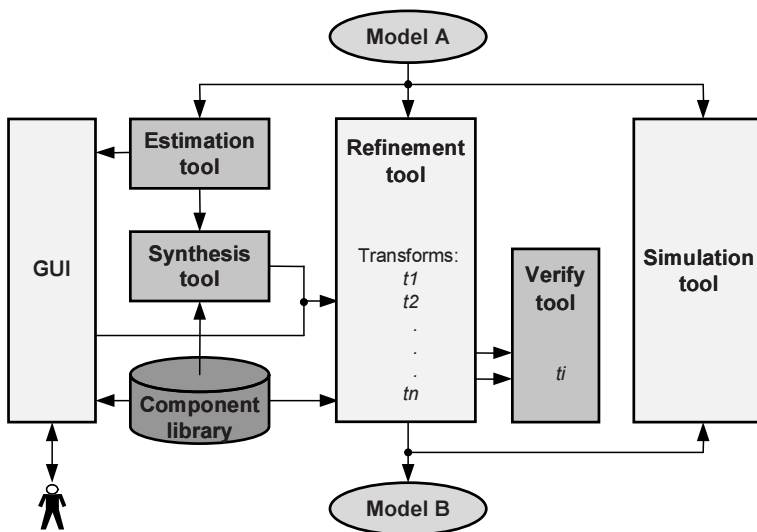 Model A
Estimation
tool
Refinement
tool
GUI
Synthesis
tool
Simulation
tool
Transforms:
t1
t2
.
.
.
tn
Verify
tool
ti
Component
library
Model B